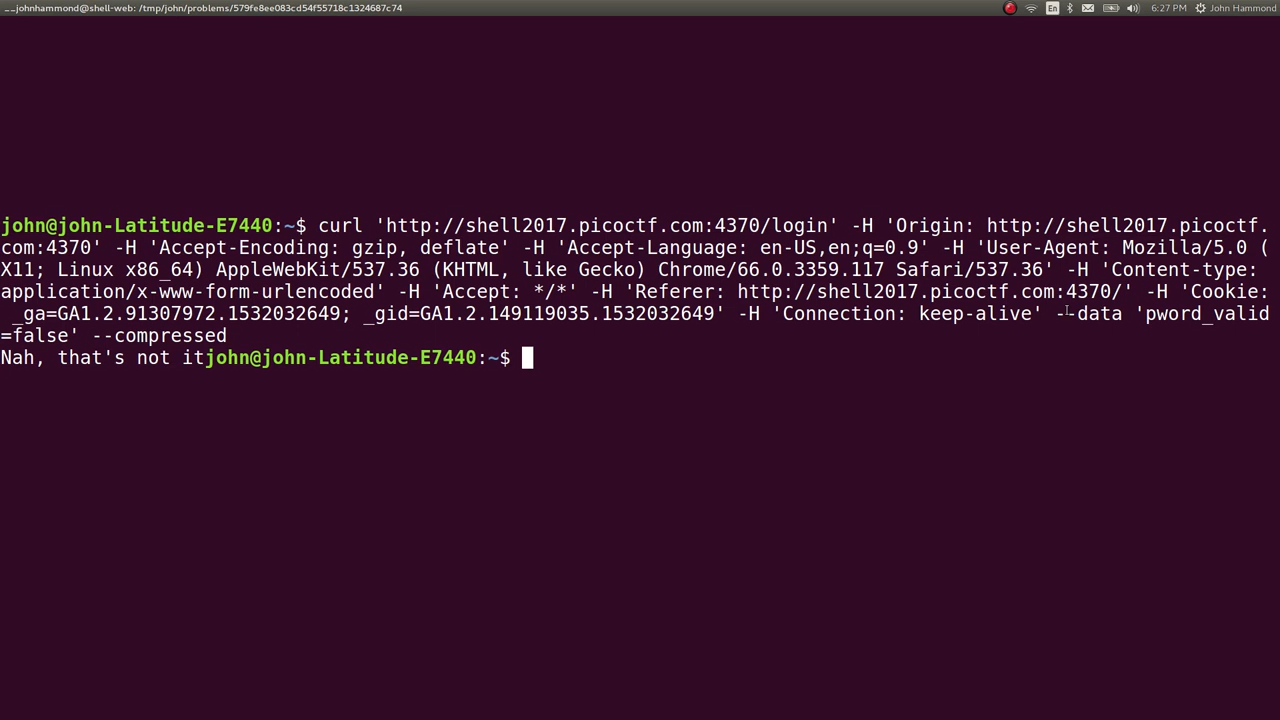 __johnhammond@shell-web: /tmp/john/problems/579fe8ee083cd54f55718c1324687c74 En 6:27 PM John Hammond
john@john-Latitude-E7440:~$ curl 'http://shell2017.picoctf.com:4370/login' -H 'Origin: http://shell2017.picoctf.
com:4370' -H 'Accept-Encoding: gzip, deflate' -H 'Accept-Language: en-US,en;q=0.9' -H 'User-Agent: Mozilla/5.0 (
X11; Linux x86_64) AppleWebKit/537.36 (KHTML, like Gecko) Chrome/66.0.3359.117 Safari/537.36' -H 'Content-type:
application/x-www-form-urlencoded' -H 'Accept: */*' -H 'Referer: http://shell2017.picoctf.com:4370/' -H 'Cookie:
_ga=GA1.2.91307972.1532032649; _gid=GA1.2.149119035.1532032649' -H 'Connection: keep-alive' --data 'pword_valid
=false' --compressed
Nah, that's not itjohn@john-Latitude-E7440:~$